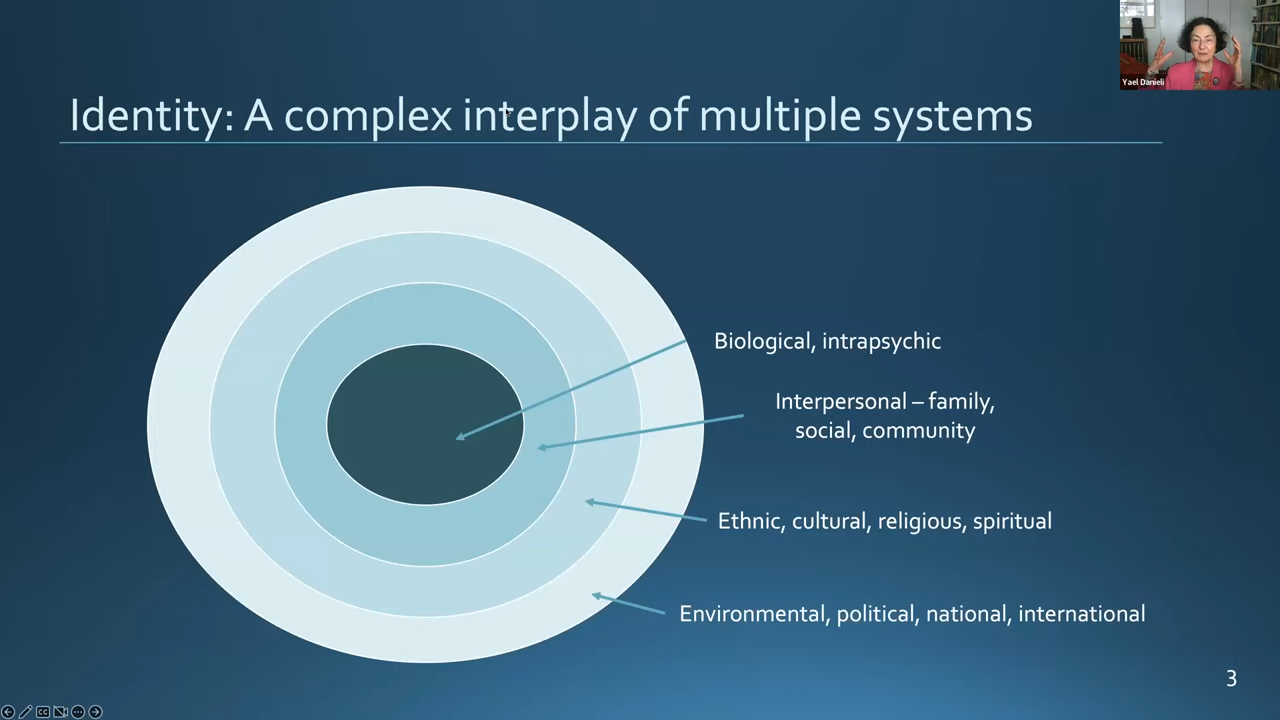 Yael Danieli
Identity: A complex interplay of multiple systems
Biological, intrapsychic
Interpersonal – family,
social, community
Ethnic, cultural, religious, spiritual
Environmental, political, national, international
3
CC